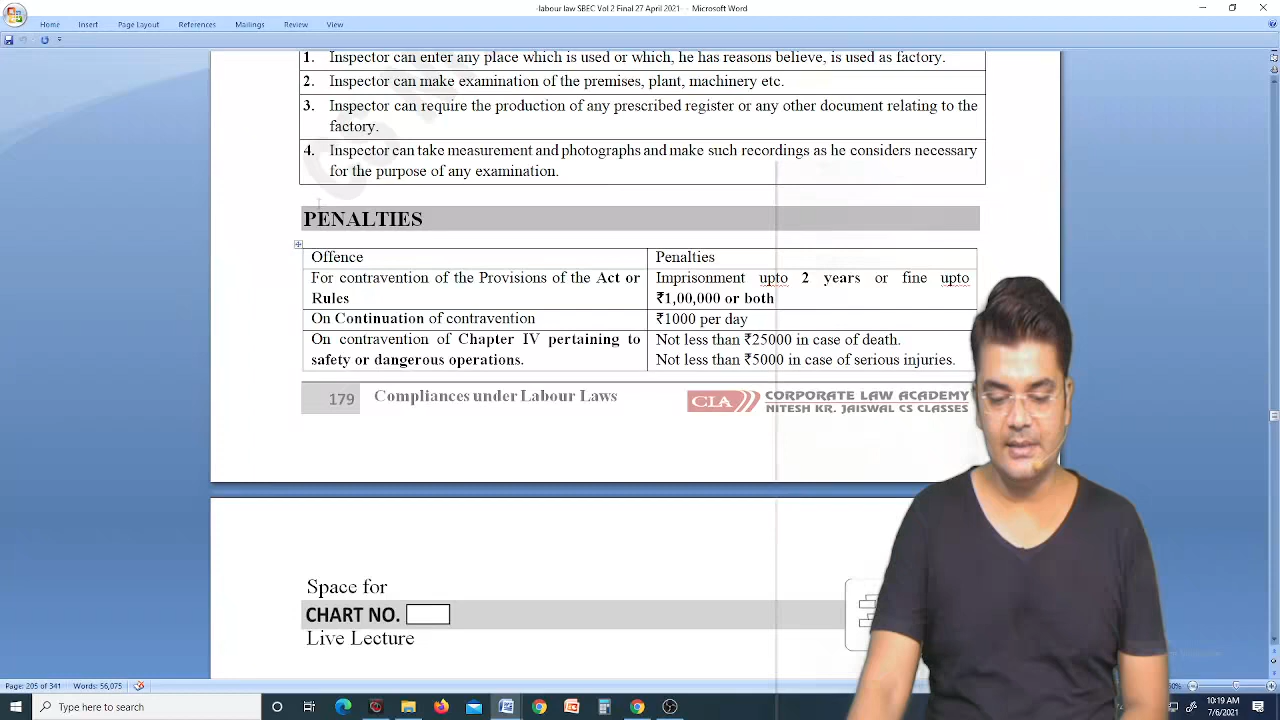 -labour law SBEC Vol 2 Final 27 April 2021- - Microsoft Word
Home Insert Page Layout References Mailings Review View
1. Inspector can enter any place which is used or which, he has reasons believe, is used as factory.
2. Inspector can make examination of the premises, plant, machinery etc.
3. Inspector can require the production of any prescribed register or any other document relating to the
factory.
4. Inspector can take measurement and photographs and make such recordings as he considers necessary
for the purpose of any examination.
PENALTIES
Offence Penalties
For contravention of the Provisions of the Act or Imprisonment upto 2 years or fine upto
Rules ₹1,00,000 or both
On Continuation of contravention ₹1000 per day
On contravention of Chapter IV pertaining to Not less than ₹25000 in case of death.
safety or dangerous operations. Not less than ₹5000 in case of serious injuries.
179 Compliances under Labour Laws CLA CORPORATE LAW ACADEMY
NITESH KR. JAISWAL CS CLASSES
Space for
CHART NO.
Live Lecture
Page: 205 of 341 Words: 56,075
Type here to search
10:19 AM
7/6/2021